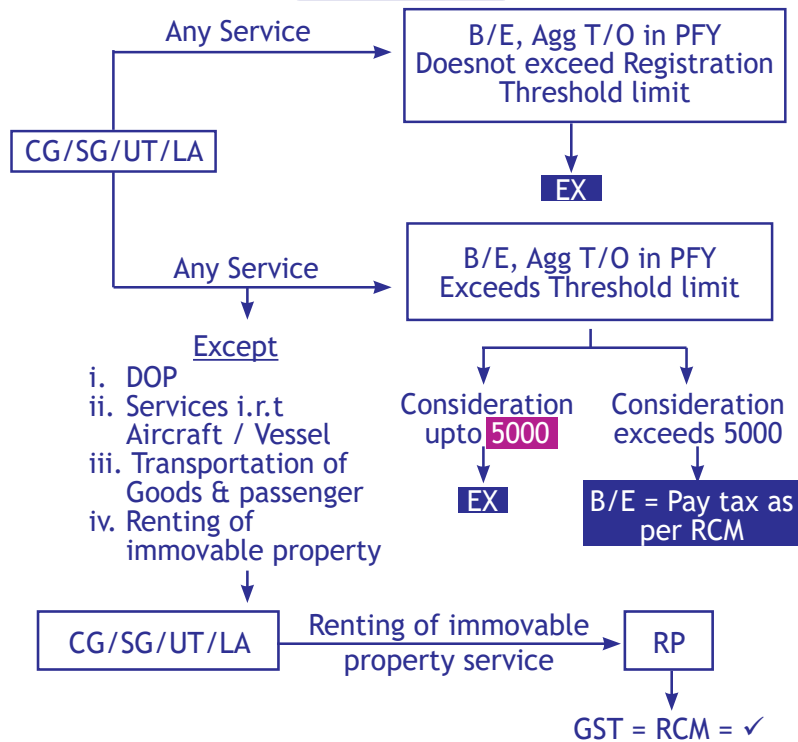 Any Service
B/E, Agg T/O in PFY
Doesnot exceed Registration
Threshold limit
CG/SG/UT/LA
EX
Any Service
B/E, Agg T/O in PFY
Exceeds Threshold limit
Except
i. DOP
ii. Services i.r.t
Aircraft / Vessel
iii. Transportation of
Goods & passenger
iv. Renting of
immovable property
Consideration
upto 5000
EX
Consideration
exceeds 5000
B/E = Pay tax as
per RCM
CG/SG/UT/LA
Renting of immovable
property service
RP
GST = RCM = ✓